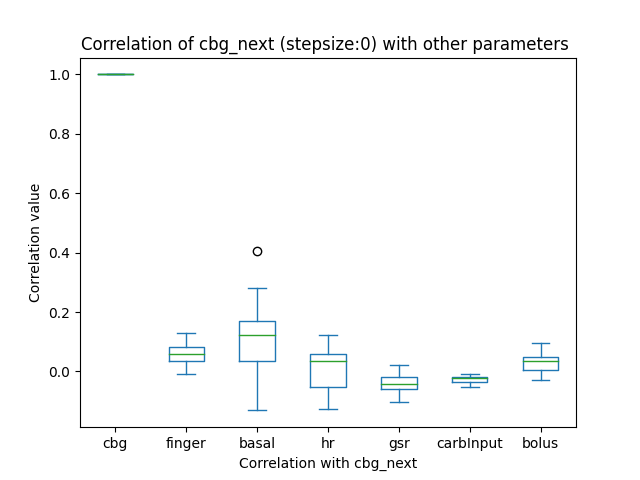 Correlation of cbg_next (stepsize:0) with other parameters
1.0
0.8
0.6
0.4
0.2
0.0
Correlation value
cbg finger basal hr gsr carbInput bolus
Correlation with cbg_next